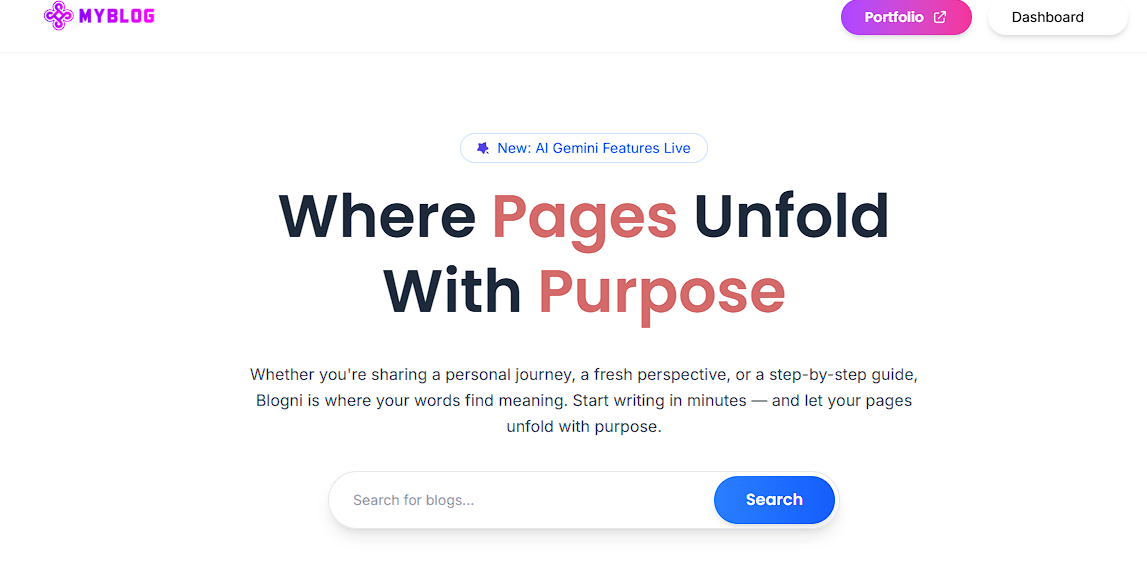 MYBLOG
Portfolio
Dashboard
New: AI Gemini Features Live
Where Pages Unfold
With Purpose
Whether you're sharing a personal journey, a fresh perspective, or a step-by-step guide,
Blogni is where your words find meaning. Start writing in minutes — and let your pages
unfold with purpose.
Search for blogs...
Search